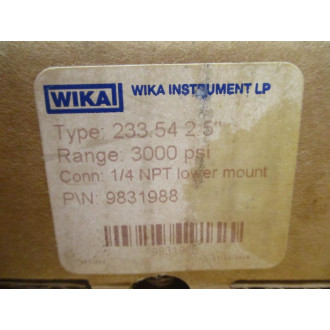 WIKA WIKA INSTRUMENT LP
Type: 233.54 2.5"
Range: 3000 psi
Conn: 1/4 NPT lower mount
P\N: 9831988